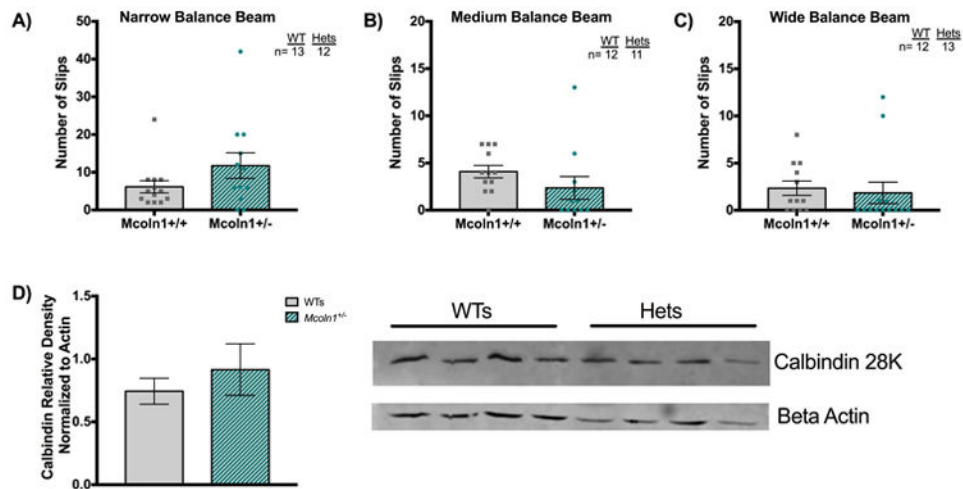 A)
Narrow Balance Beam
WT Hets
n= 13 12
Number of Slips
50
40
30
20
10
0
Mcoln1+/+ Mcoln1+/-
B)
Medium Balance Beam
WT Hets
n= 12 11
Number of Slips
20
15
10
5
0
Mcoln1+/+ Mcoln1+/-
C)
Wide Balance Beam
WT Hets
n= 12 13
Number of Slips
20
15
10
5
0
Mcoln1+/+ Mcoln1+/-
D)
Calbindin Relative Density
Normalized to Actin
1.5
1.0
0.5
0.0
WTs
Mcoln1+/-
WTs Hets
Calbindin 28K
Beta Actin